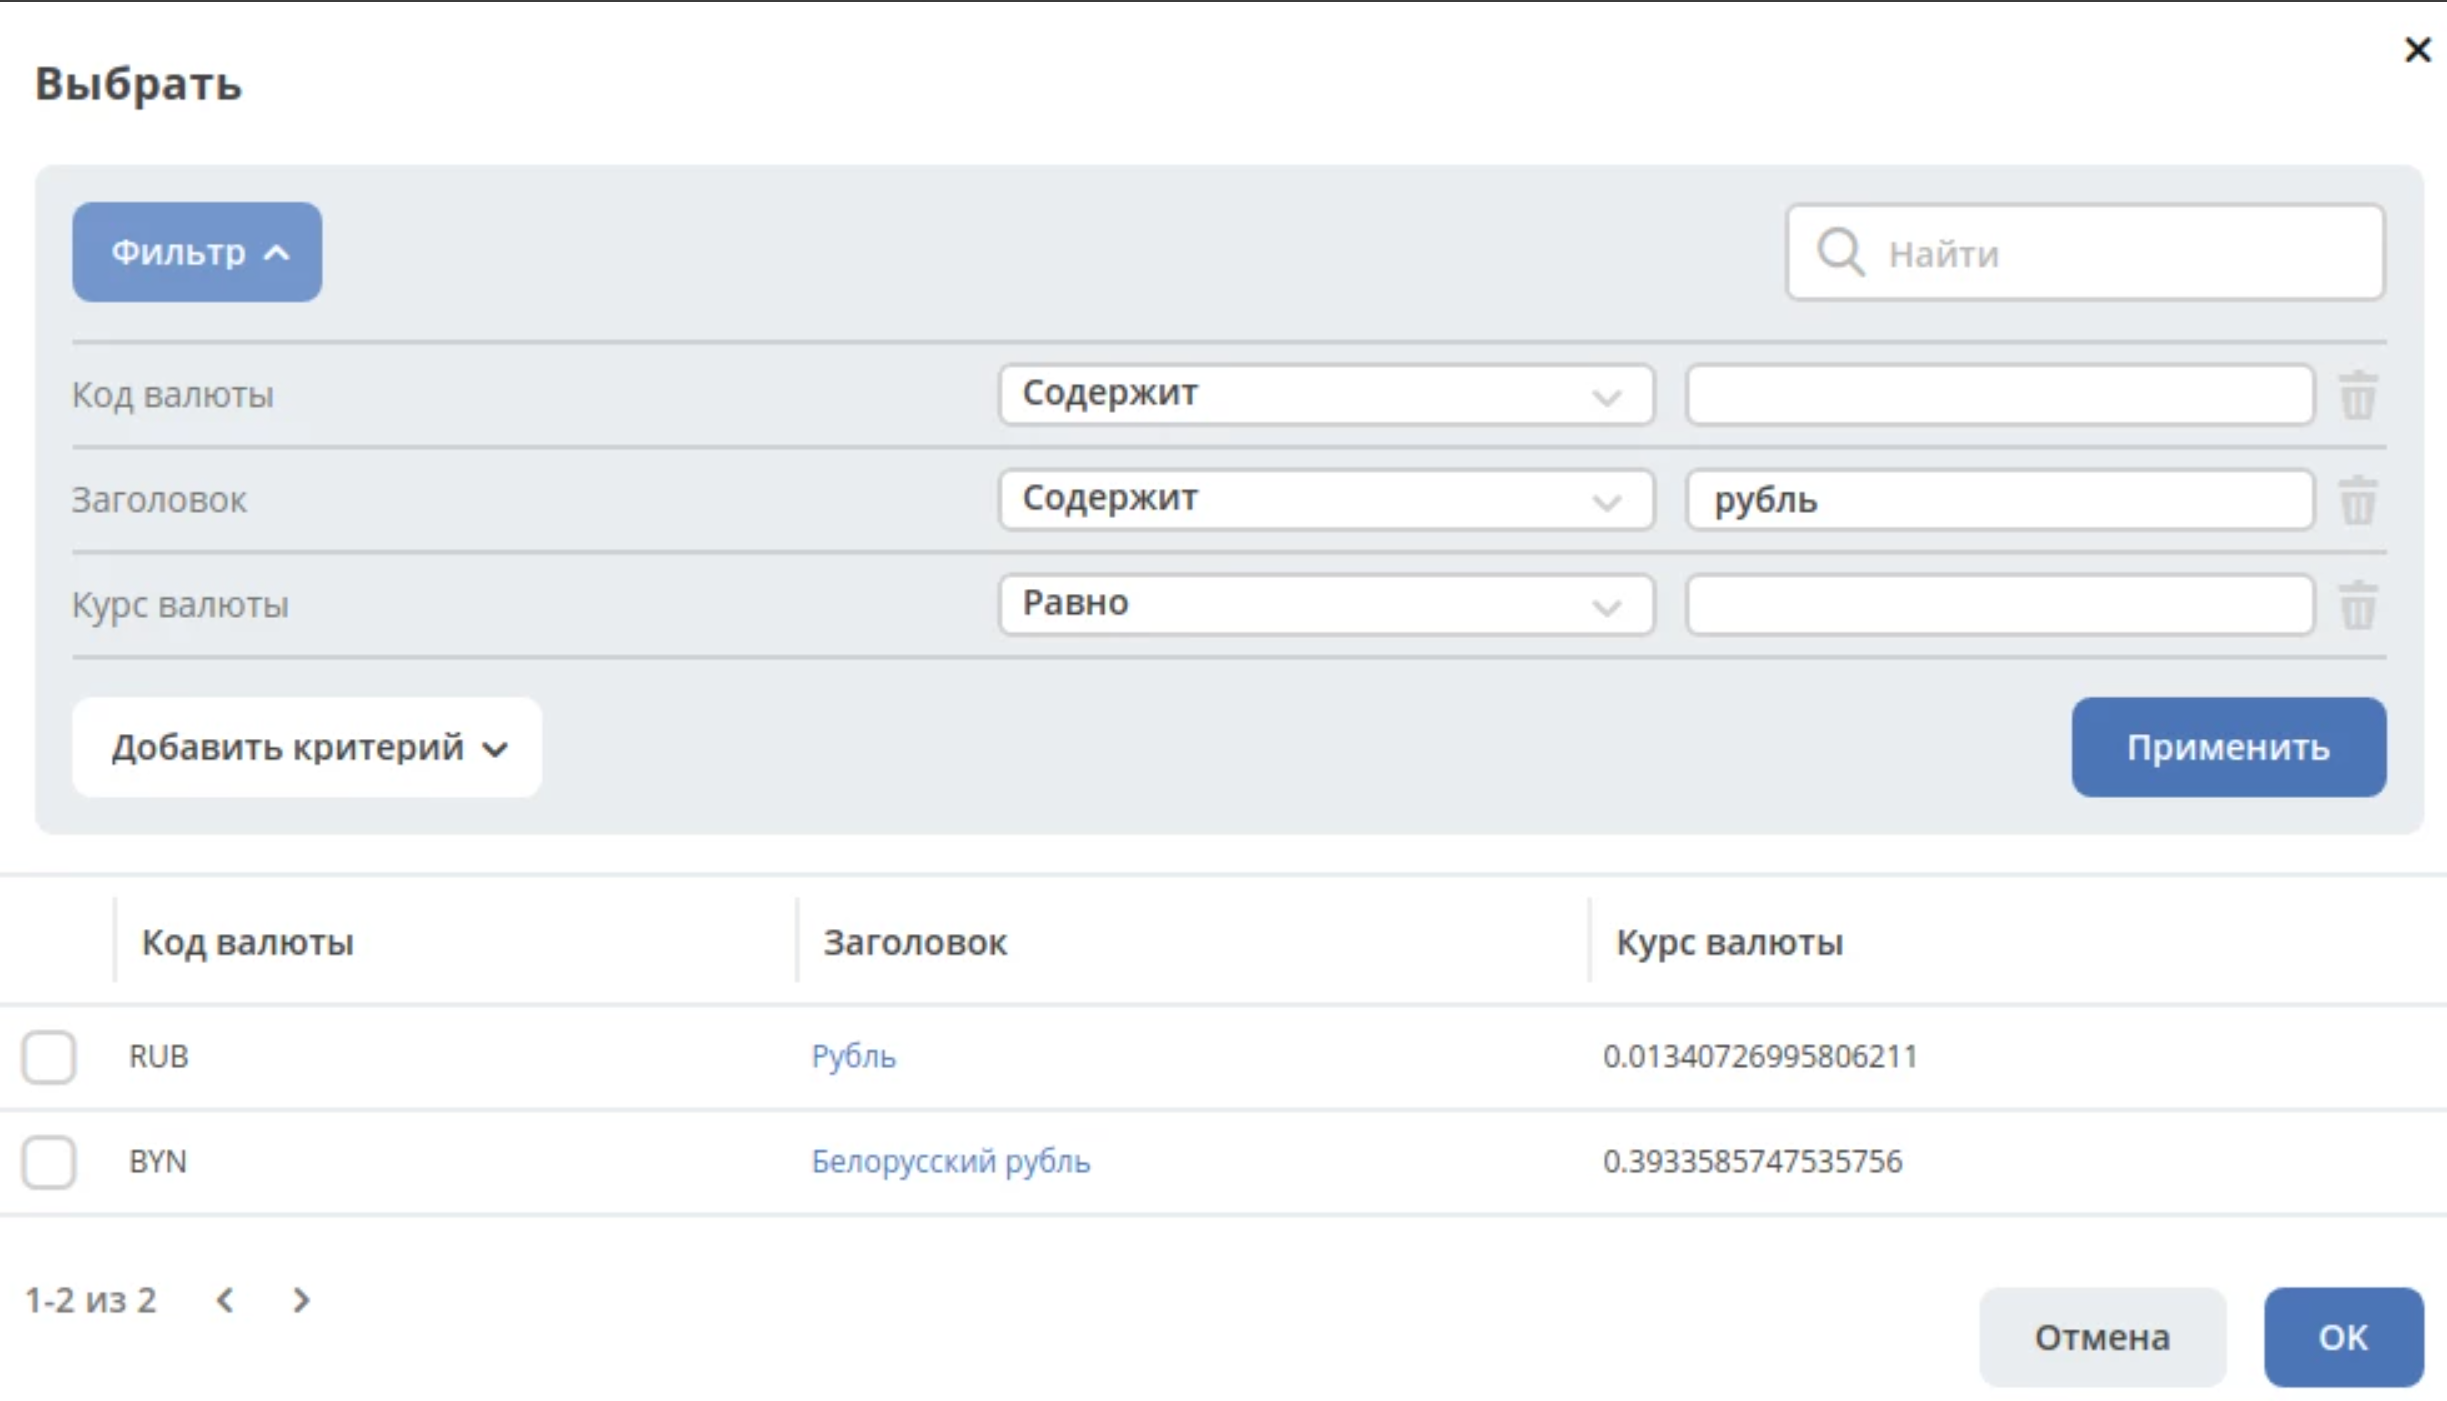 Выбрать
Фильтр
Найти
Код валюты Содержит
Заголовок Содержит рубль
Курс валюты Равно
Добавить критерий Применить
Код валюты Заголовок Курс валюты
RUB Рубль 0.01340726995806211
BYN Белорусский рубль 0.3933585747535756
1-2 из 2
Отмена OK